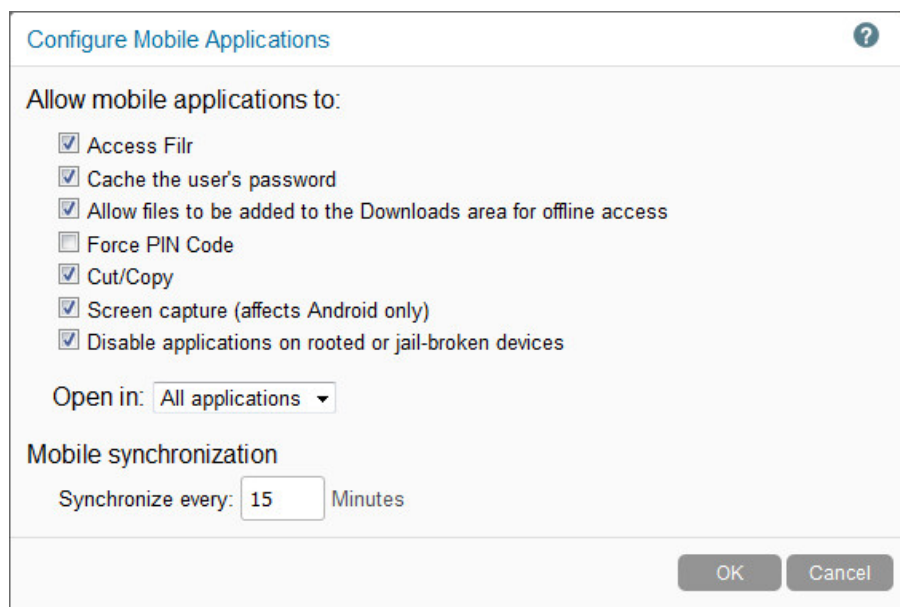 Configure Mobile Applications ?
Allow mobile applications to:
Access Filr
Cache the user's password
Allow files to be added to the Downloads area for offline access
Force PIN Code
Cut/Copy
Screen capture (affects Android only)
Disable applications on rooted or jail-broken devices
Open in: All applications
Mobile synchronization
Synchronize every: 15 Minutes
OK Cancel